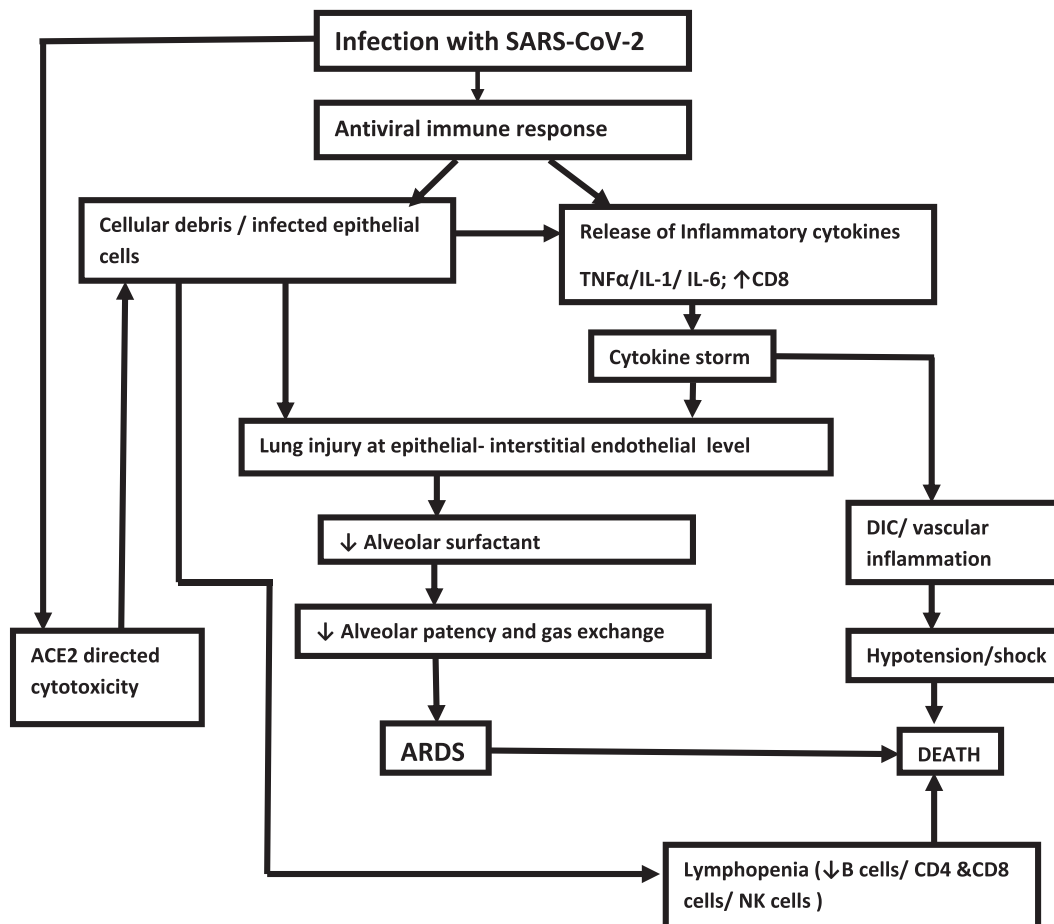 Infection with SARS-CoV-2
Antiviral immune response
Cellular debris / infected epithelial
cells
Release of Inflammatory cytokines
TNFα/IL-1/ IL-6; ↑CD8
Cytokine storm
Lung injury at epithelial- interstitial endothelial level
↓ Alveolar surfactant
DIC/ vascular
inflammation
↓ Alveolar patency and gas exchange
ACE2 directed
cytotoxicity
Hypotension/shock
ARDS
DEATH
Lymphopenia (↓B cells/ CD4 &CD8
cells/ NK cells )